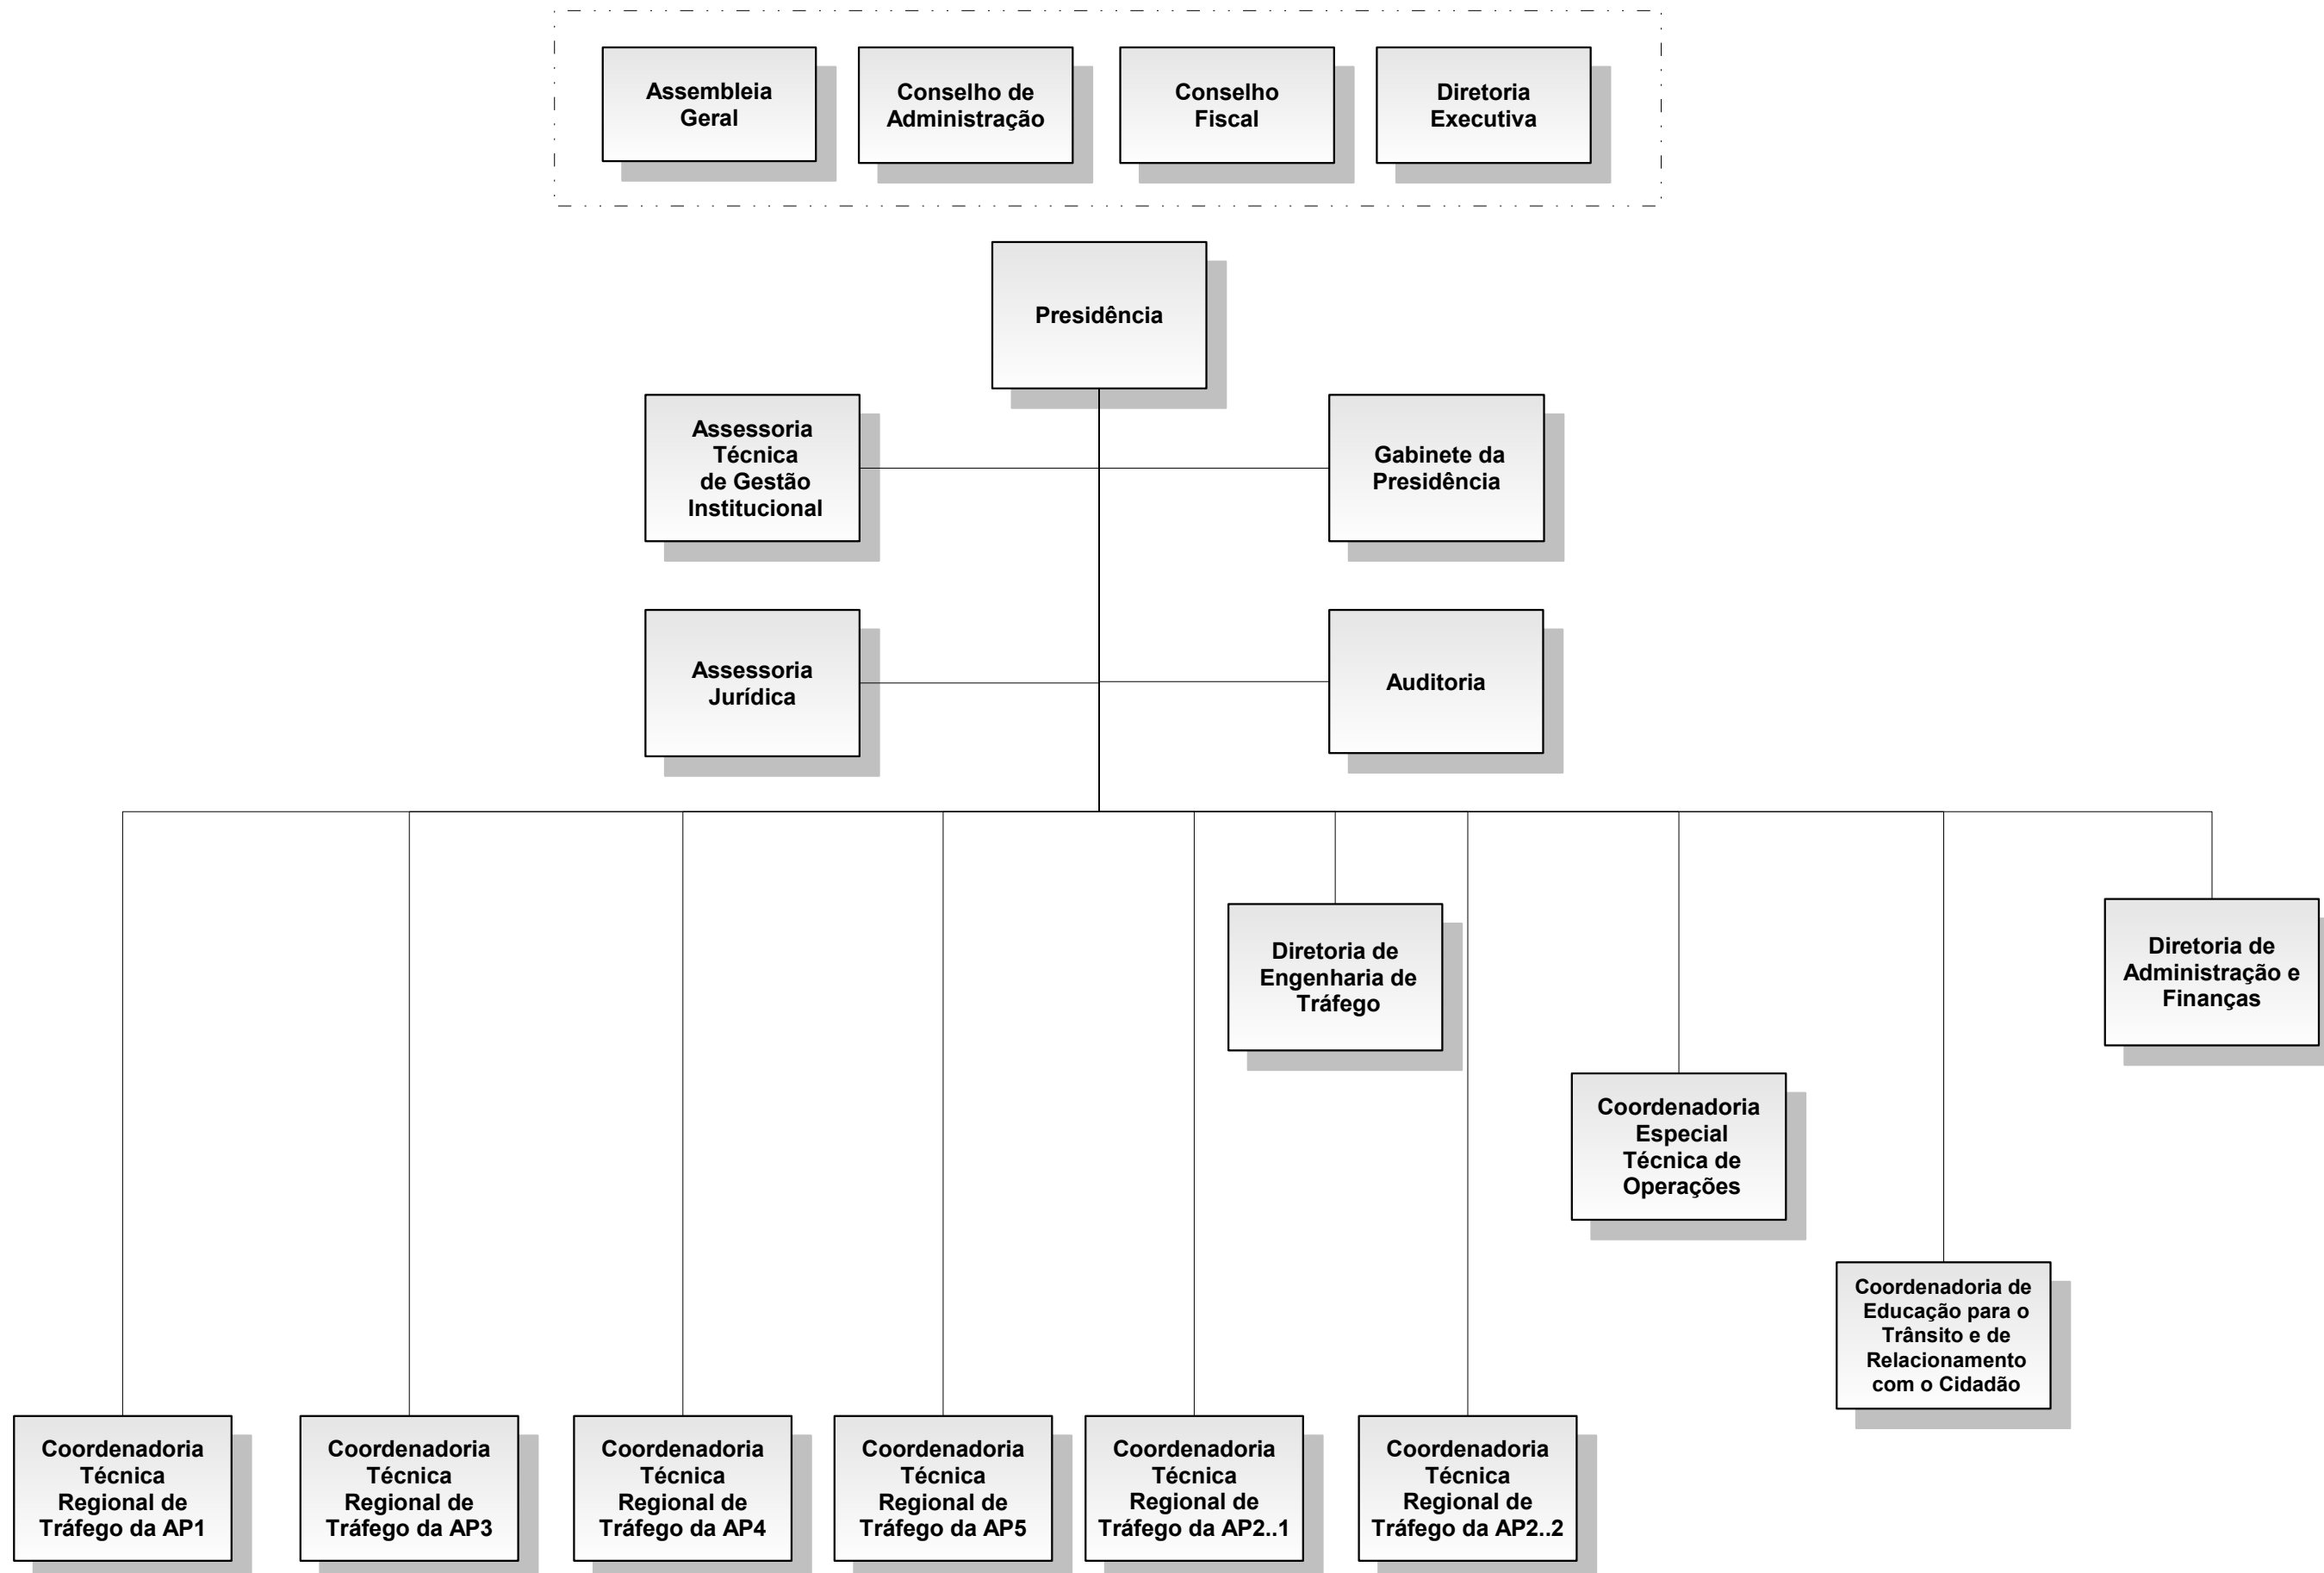 Assembleia
Geral
Conselho de
Administração
Conselho
Fiscal
Diretoria
Executiva
Presidência
Assessoria
Técnica
de Gestão
Institucional
Gabinete da
Presidência
Assessoria
Jurídica
Auditoria
Diretoria de
Engenharia de
Tráfego
Diretoria de
Administração e
Finanças
Coordenadoria
Especial
Técnica de
Operações
Coordenadoria de
Educação para o
Trânsito e de
Relacionamento
com o Cidadão
Coordenadoria
Técnica
Regional de
Tráfego da AP1
Coordenadoria
Técnica
Regional de
Tráfego da AP3
Coordenadoria
Técnica
Regional de
Tráfego da AP4
Coordenadoria
Técnica
Regional de
Tráfego da AP5
Coordenadoria
Técnica
Regional de
Tráfego da AP2..1
Coordenadoria
Técnica
Regional de
Tráfego da AP2..2